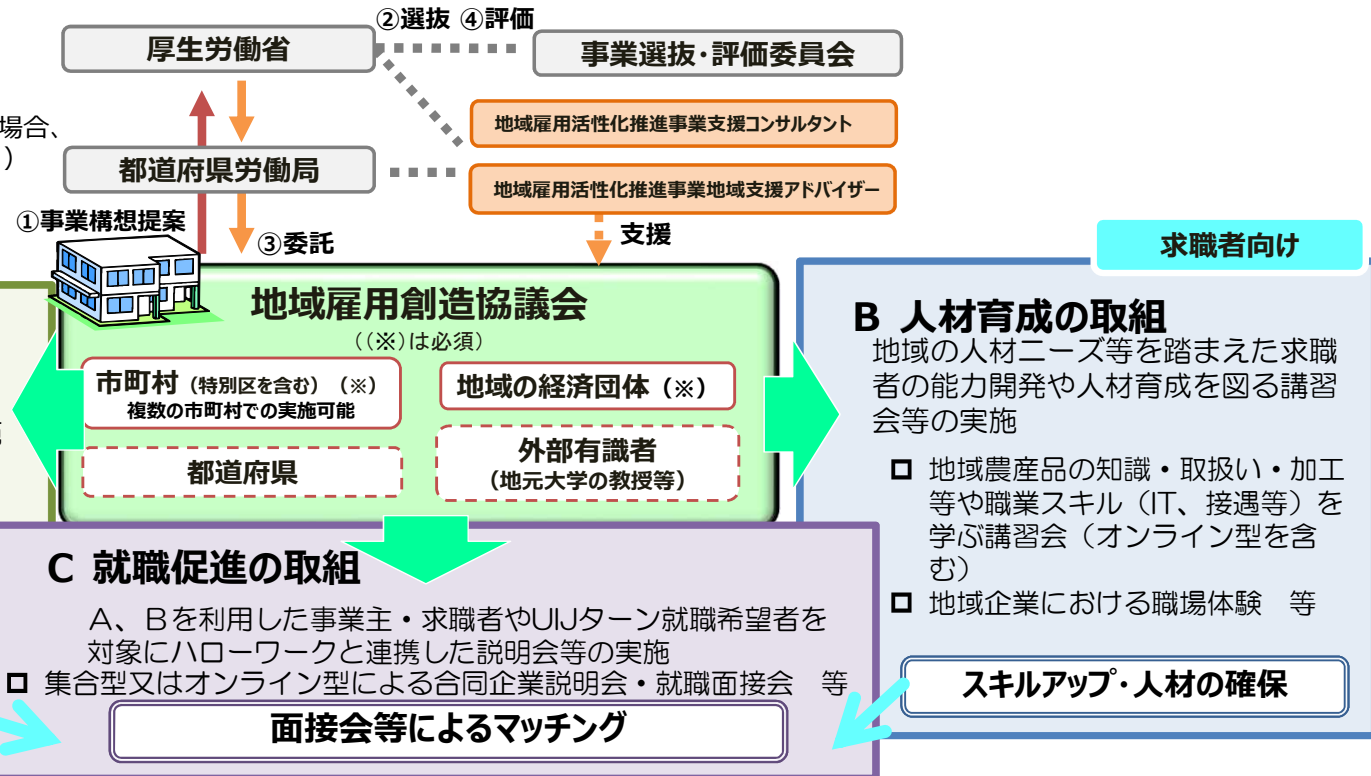 ②選抜 ④評価
厚生労働省
事業選抜・評価委員会
場合、
)
地域雇用活性化推進事業支援コンサルタント
都道府県労働局
地域雇用活性化推進事業地域支援アドバイザー
①事業構想提案
③委託
支援
求職者向け
地域雇用創造協議会
((※)は必須)
市町村(特別区を含む)(※)
複数の市町村での実施可能
地域の経済団体(※)
都道府県
外部有識者
(地元大学の教授等)
B 人材育成の取組
地域の人材ニーズ等を踏まえた求職
者の能力開発や人材育成を図る講習
会等の実施
地域農産品の知識・取扱い・加工
等や職業スキル(IT、接遇等)を
学ぶ講習会(オンライン型を含
む)
地域企業における職場体験 等
スキルアップ・人材の確保
C 就職促進の取組
A、Bを利用した事業主・求職者やUIJターン就職希望者を
対象にハローワークと連携した説明会等の実施
集合型又はオンライン型による合同企業説明会・就職面接会 等
面接会等によるマッチング